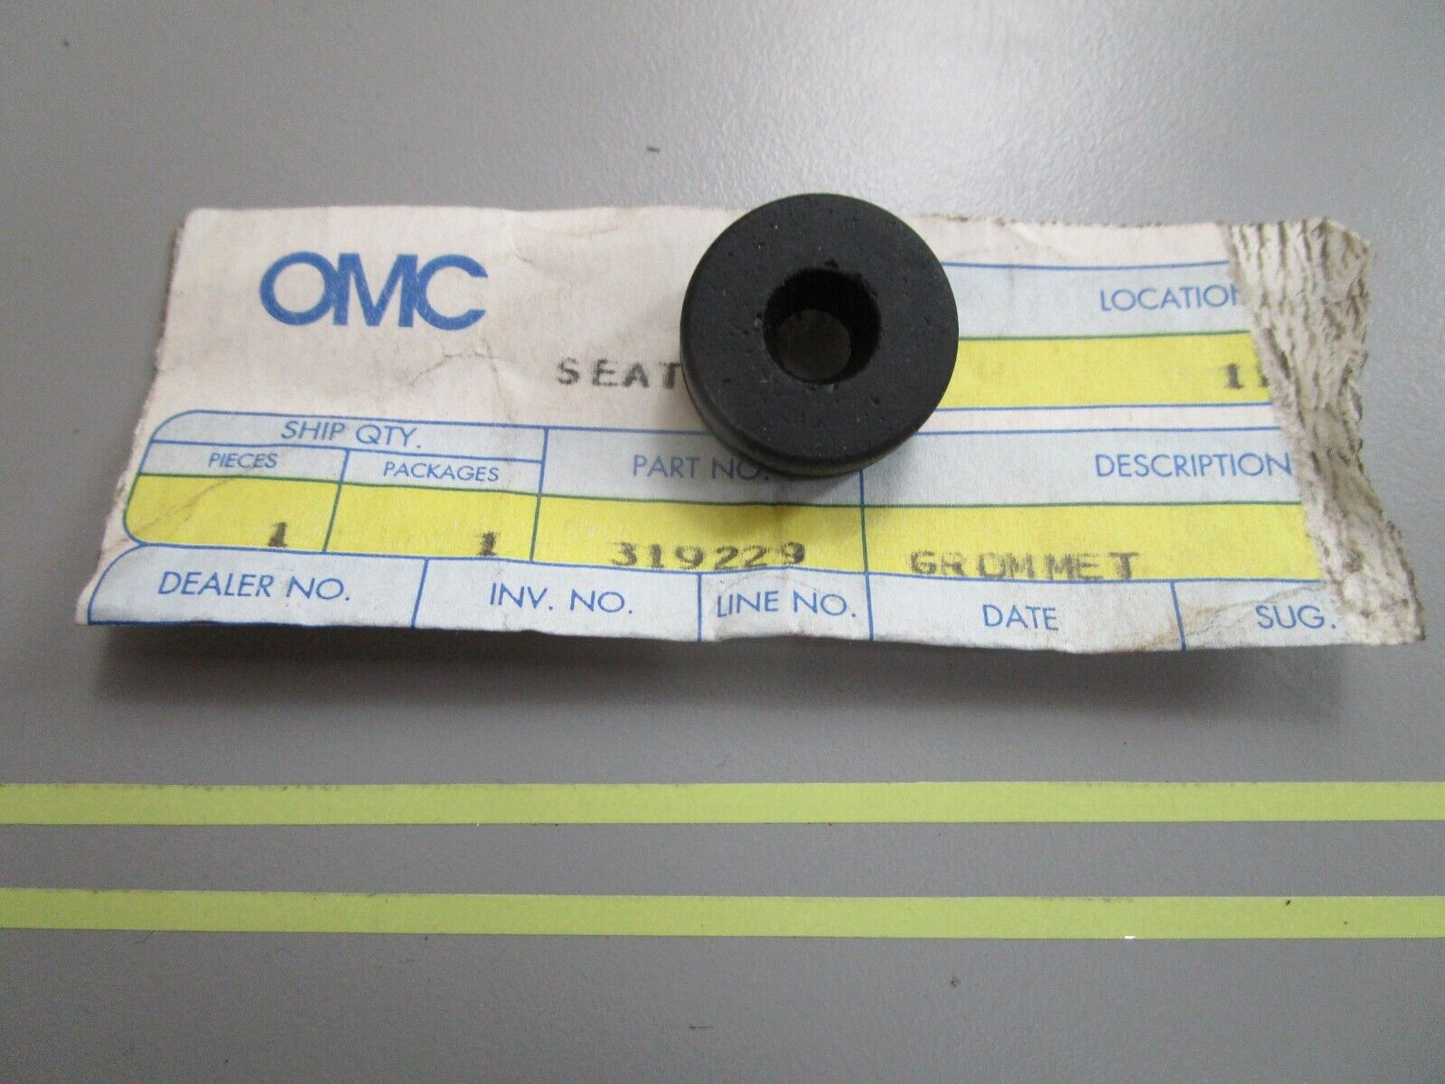 OMC
LOCATION
SEAT
SHIP QTY.
PIECES PACKAGES PART NO. DESCRIPTION
1 1 319229 GROMMET
DEALER NO. INV. NO. LINE NO. DATE SUG.